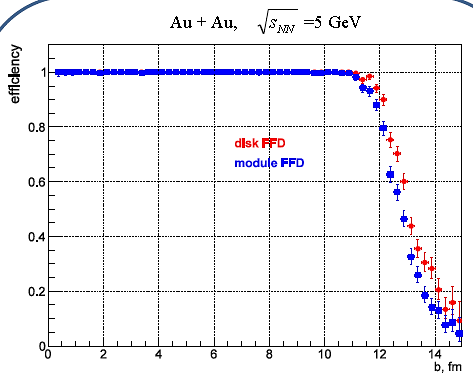 Au + Au, √s_NN =5 GeV
efficiency
1
0.8
0.6
0.4
0.2
0
disk FFD
module FFD
0 2 4 6 8 10 12 14
b, fm